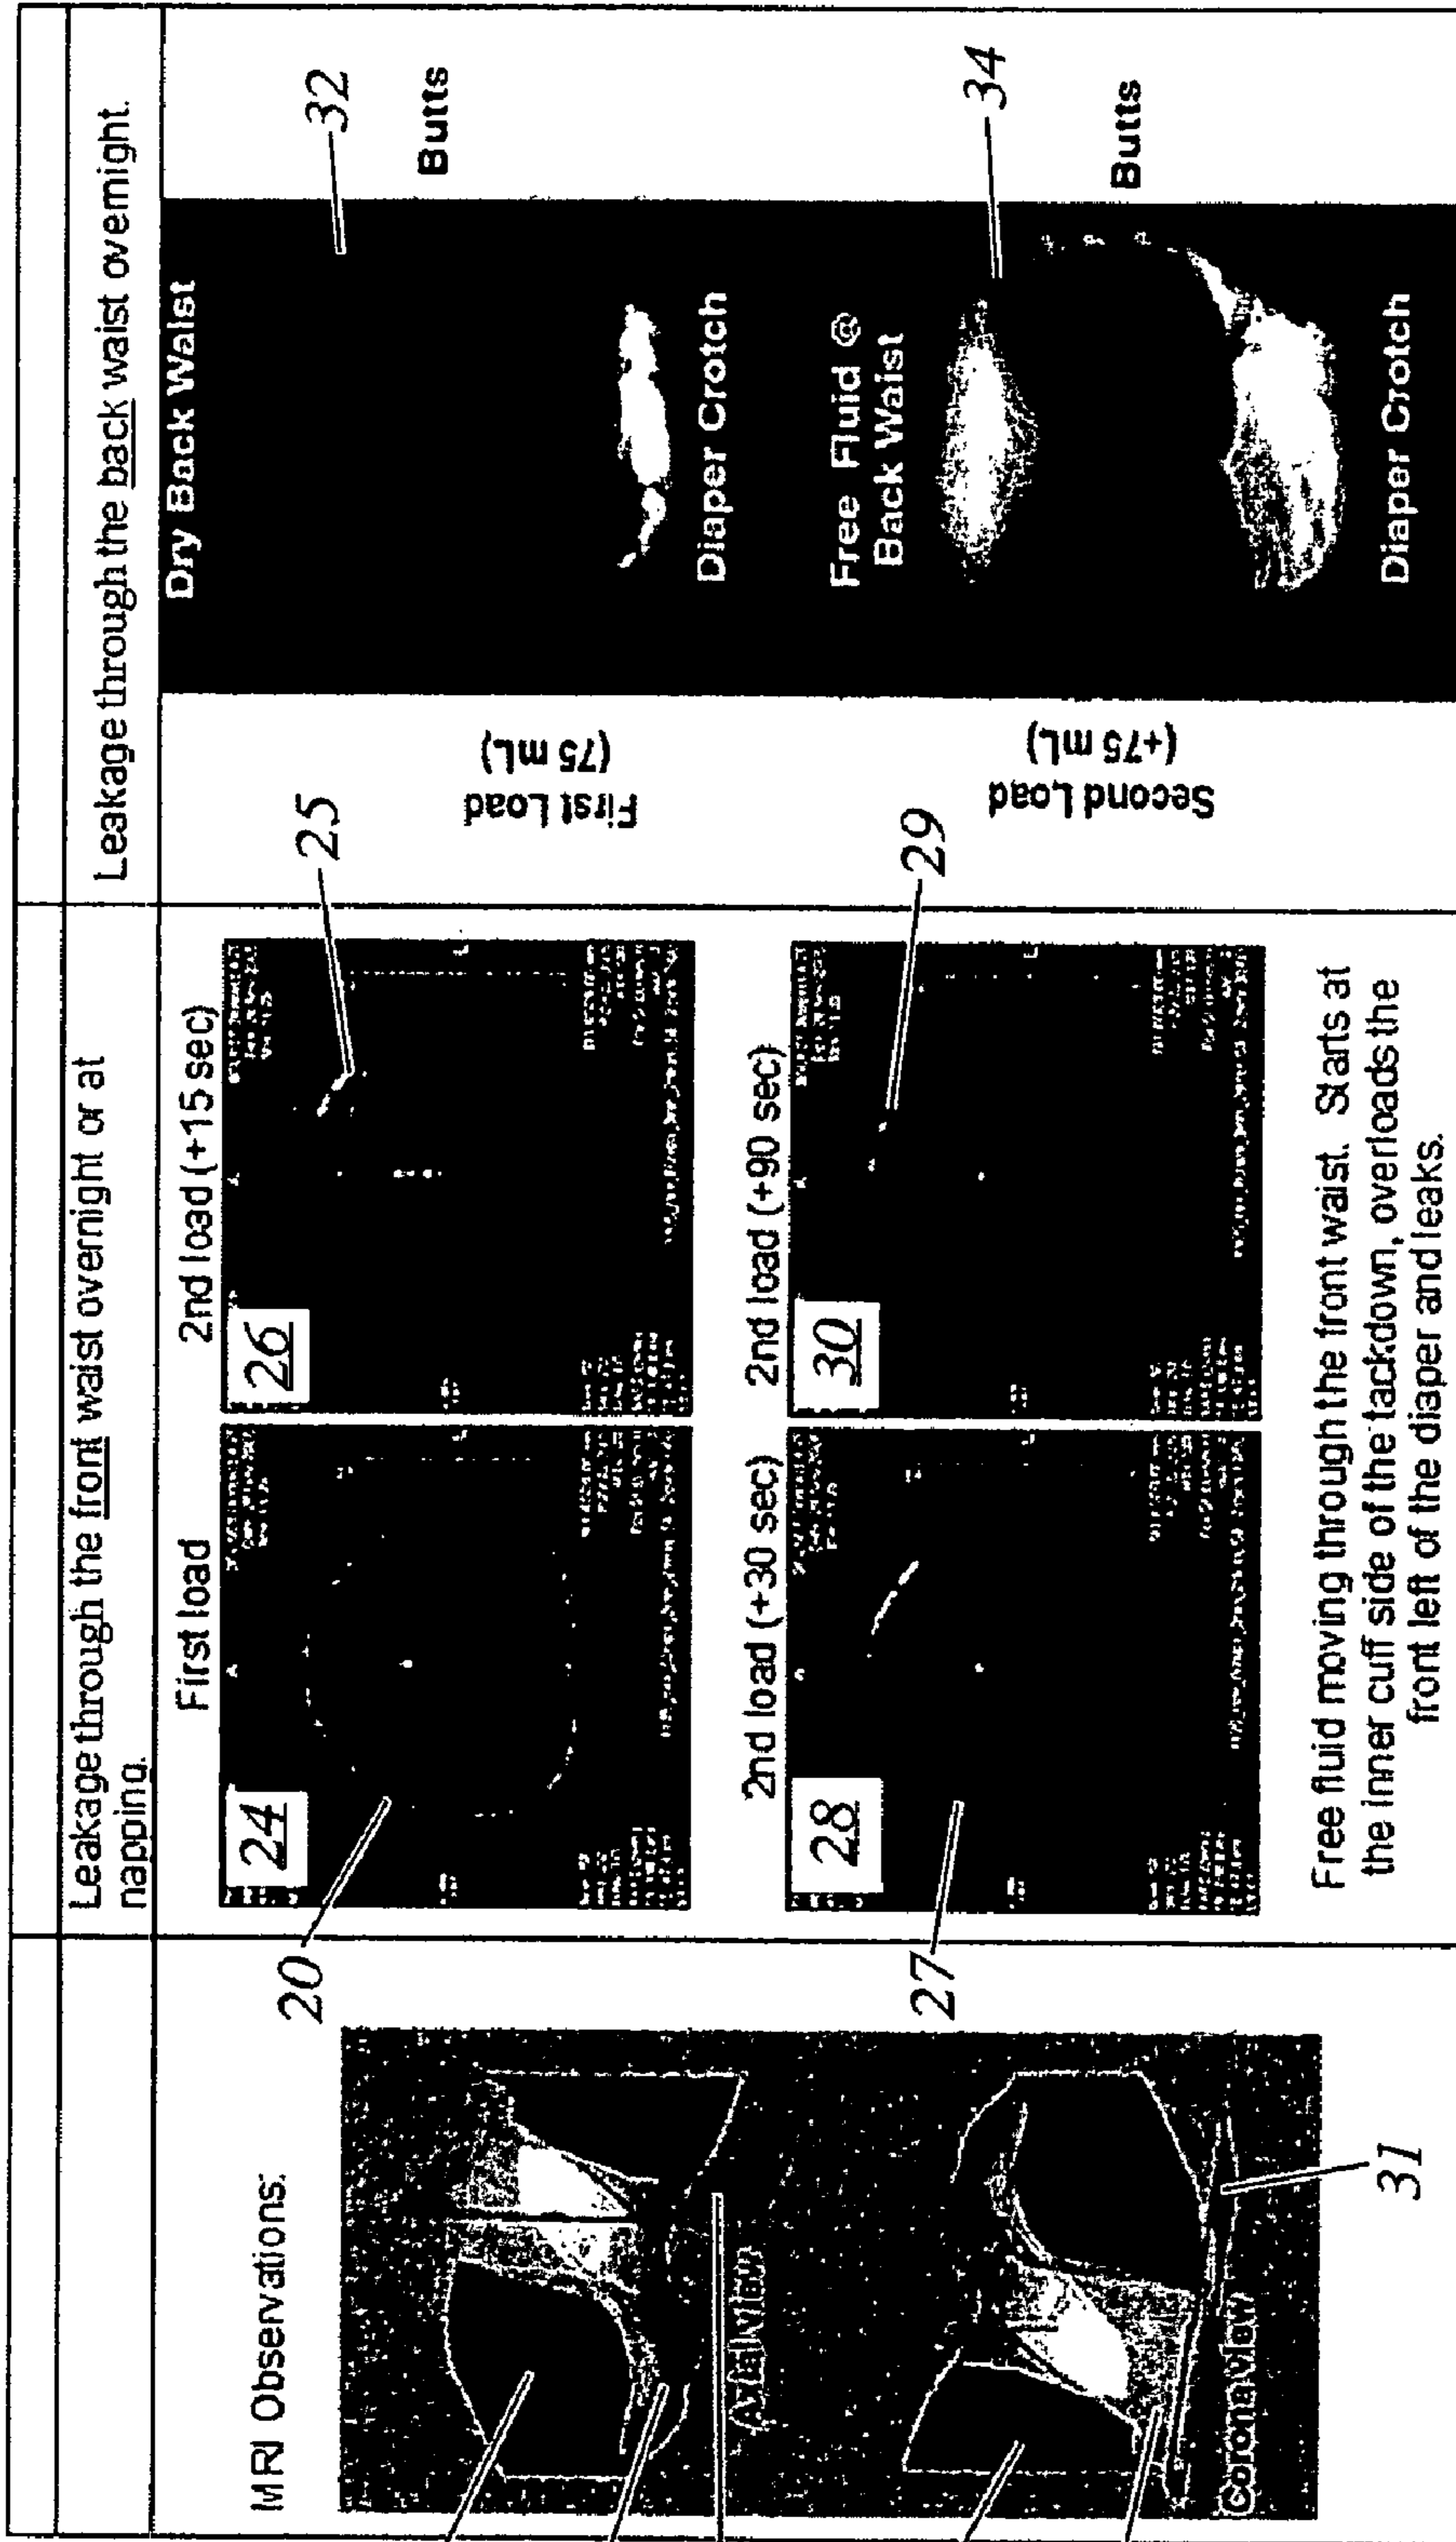 MRI Observations:
Axial view
Coronal view
31
Leakage through the front waist overnight or at
napping.
First load
2nd load (+15 sec)
24
26
20
25
2nd load (+30 sec)
2nd load (+90 sec)
28
30
27
29
Free fluid moving through the front waist. Starts at
the inner cuff side of the tackdown, overloads the
front left of the diaper and leaks.
Leakage through the back waist overnight.
First Load
(75 mL)
Dry Back Waist
32
Butts
Diaper Crotch
Second Load
(+75 mL)
Free Fluid @
Back Waist
34
Butts
Diaper Crotch